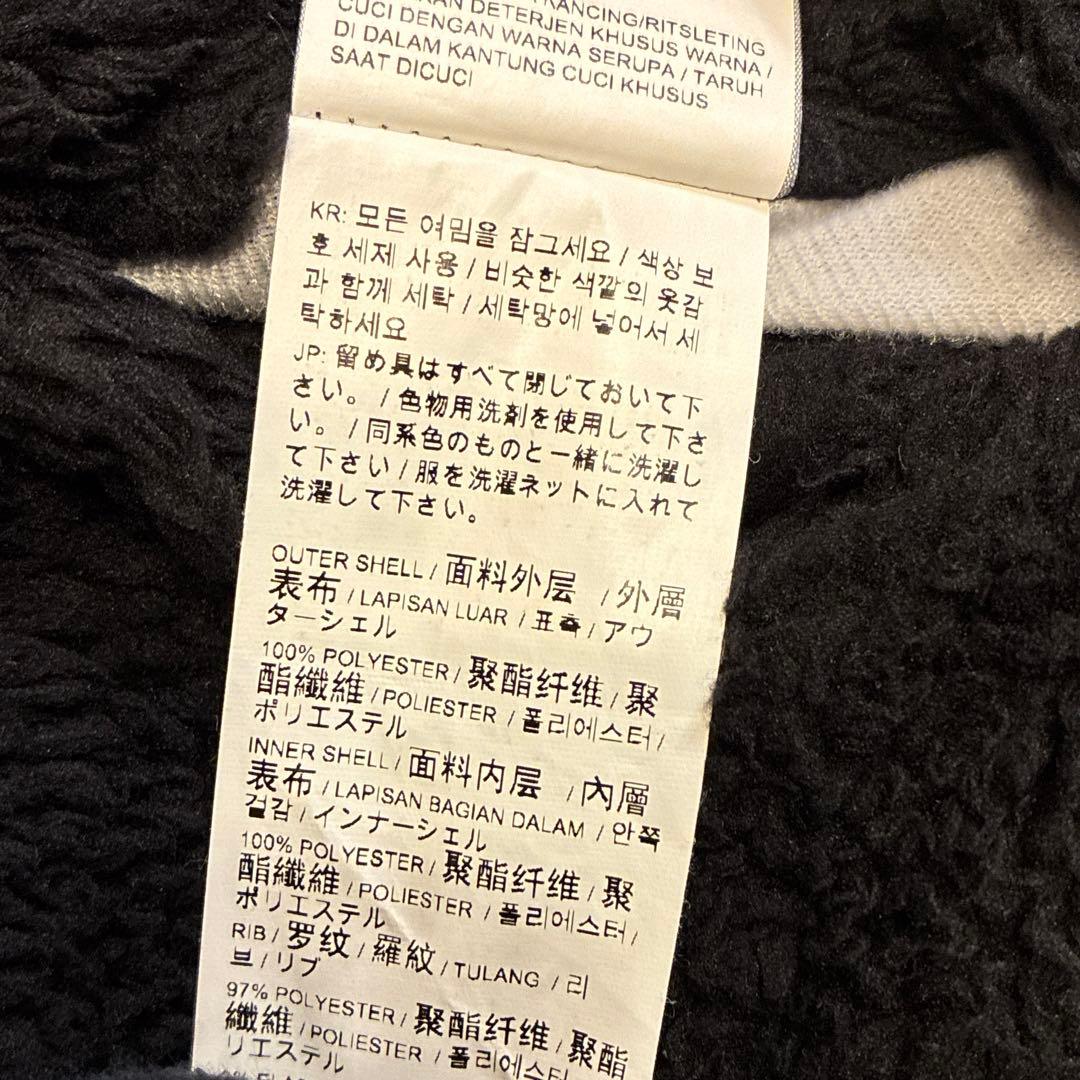 KANCING/RITSLETING
DETERJEN KHUSUS WARNA /
CUCI DENGAN WARNA SERUPA / TARUH
DI DALAM KANTUNG CUCI KHUSUS
SAAT DICUCI
KR: 모든 여밈을 잠그세요 / 색상 보
호 세제 사용 / 비슷한 색깔의 옷감
과 함께 세탁 / 세탁망에 넣어서 세
탁하세요
JP: 留め具はすべて閉じておいて下
さい。 / 色物用洗剤を使用して下さ
い。 / 同系色のものと一緒に洗濯し
て下さい / 服を洗濯ネットに入れて
洗濯して下さい。
OUTER SHELL / 面料外层 / 外層
表布 / LAPISAN LUAR / 표측 / アウ
ターシェル
100% POLYESTER / 聚酯纤维 / 聚
酯纖維 / POLIESTER / 폴리에스터 /
ポリエステル
INNER SHELL / 面料内层 / 內層
表布 / LAPISAN BAGIAN DALAM / 안쪽
겉감 / インナーシェル
100% POLYESTER / 聚酯纤维 / 聚
酯纖維 / POLIESTER / 폴리에스터 /
ポリエステル
RIB / 罗纹 / 羅紋 / TULANG / 리
브 / リブ
97% POLYESTER / 聚酯纤维 / 聚酯
纖維 / POLIESTER / 폴리에스터
リエステル